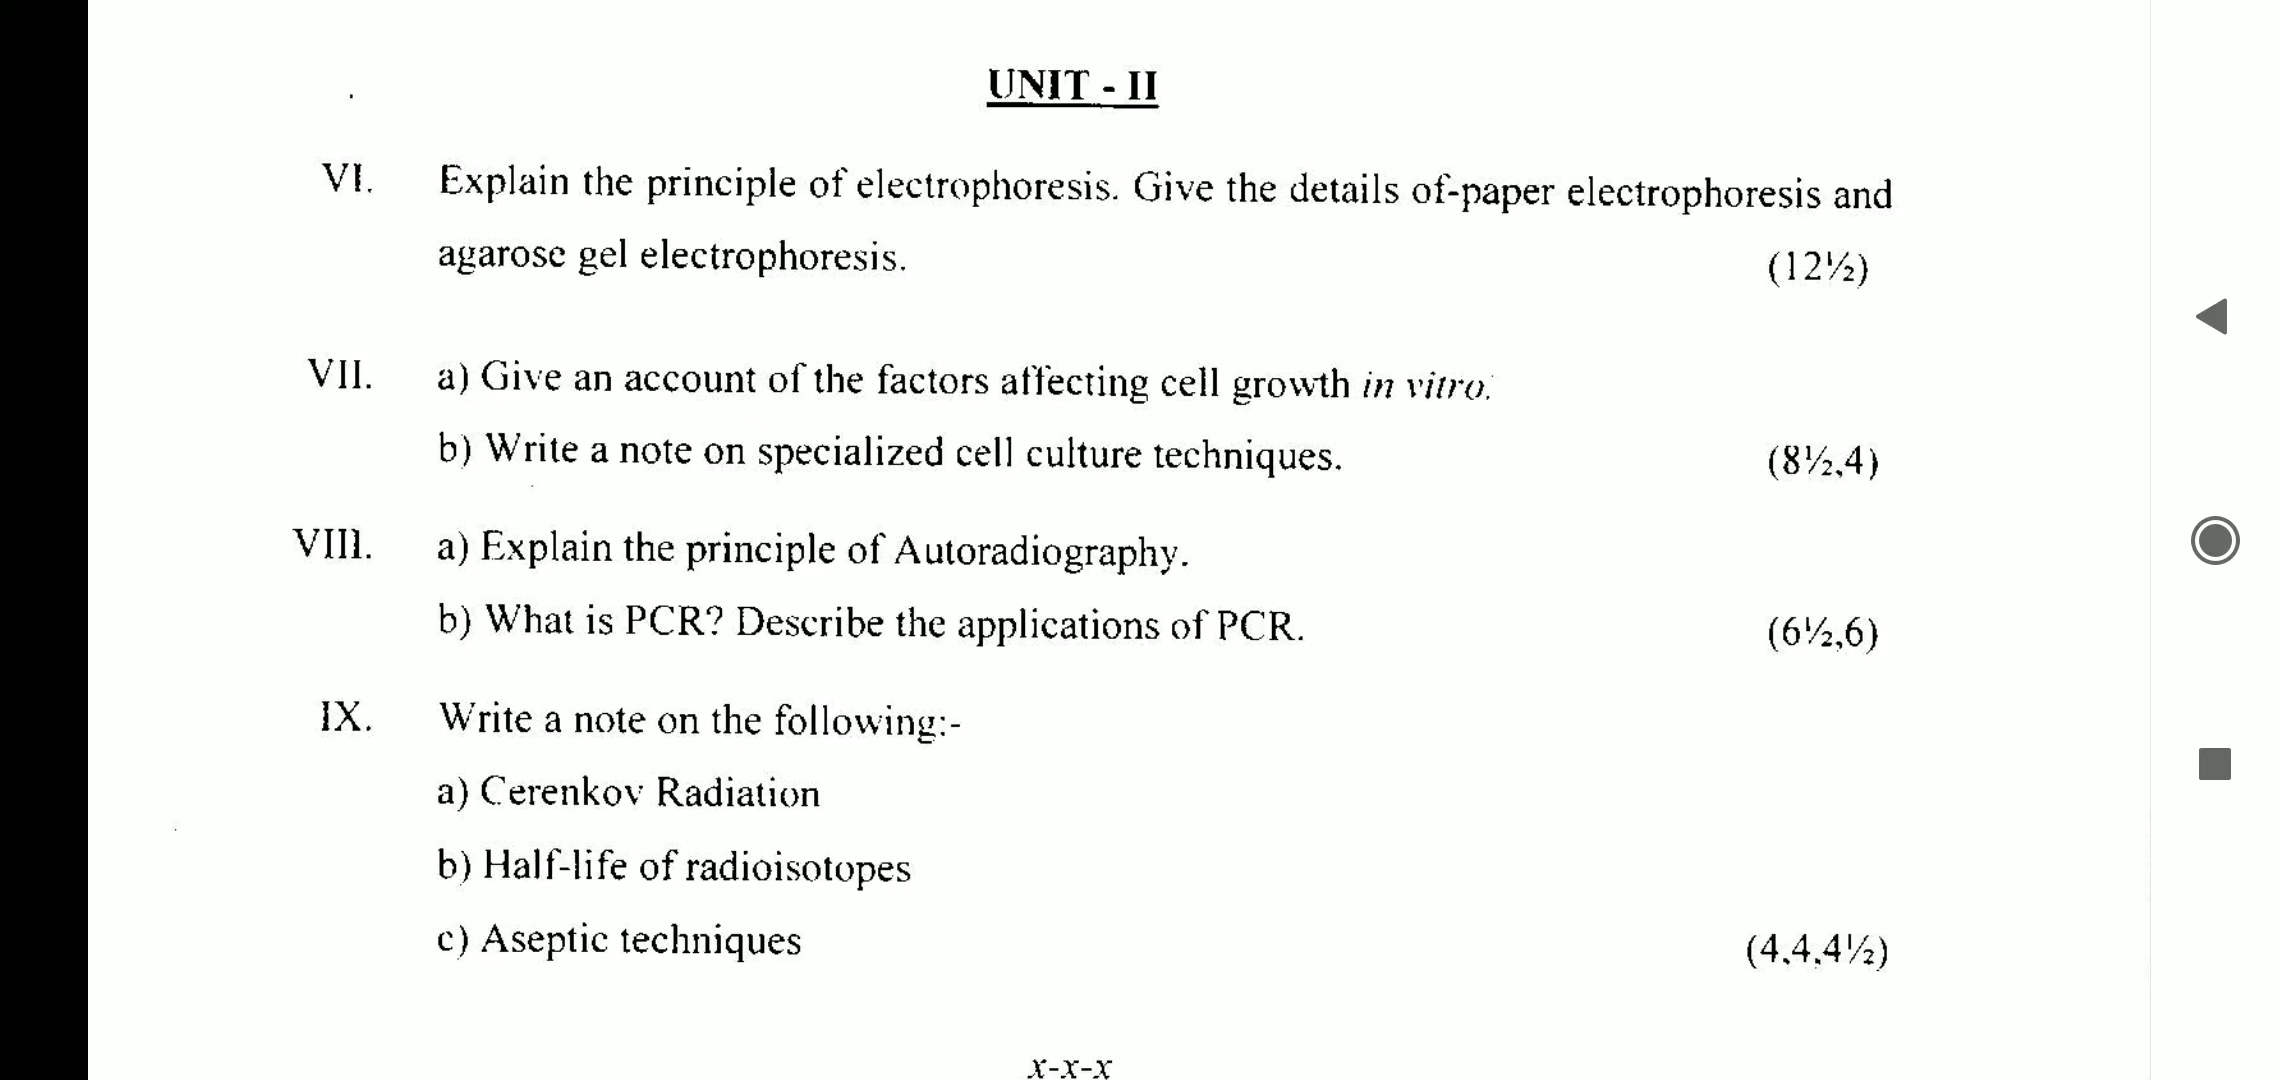 UNIT - II
VI. Explain the principle of electrophoresis. Give the details of-paper electrophoresis and
agarose gel electrophoresis. (12½)
VII. a) Give an account of the factors affecting cell growth in vitro.
b) Write a note on specialized cell culture techniques. (8½,4)
VIII. a) Explain the principle of Autoradiography.
b) What is PCR? Describe the applications of PCR. (6½,6)
IX. Write a note on the following:-
a) Cerenkov Radiation
b) Half-life of radioisotopes
c) Aseptic techniques (4,4,4½)
x-x-x